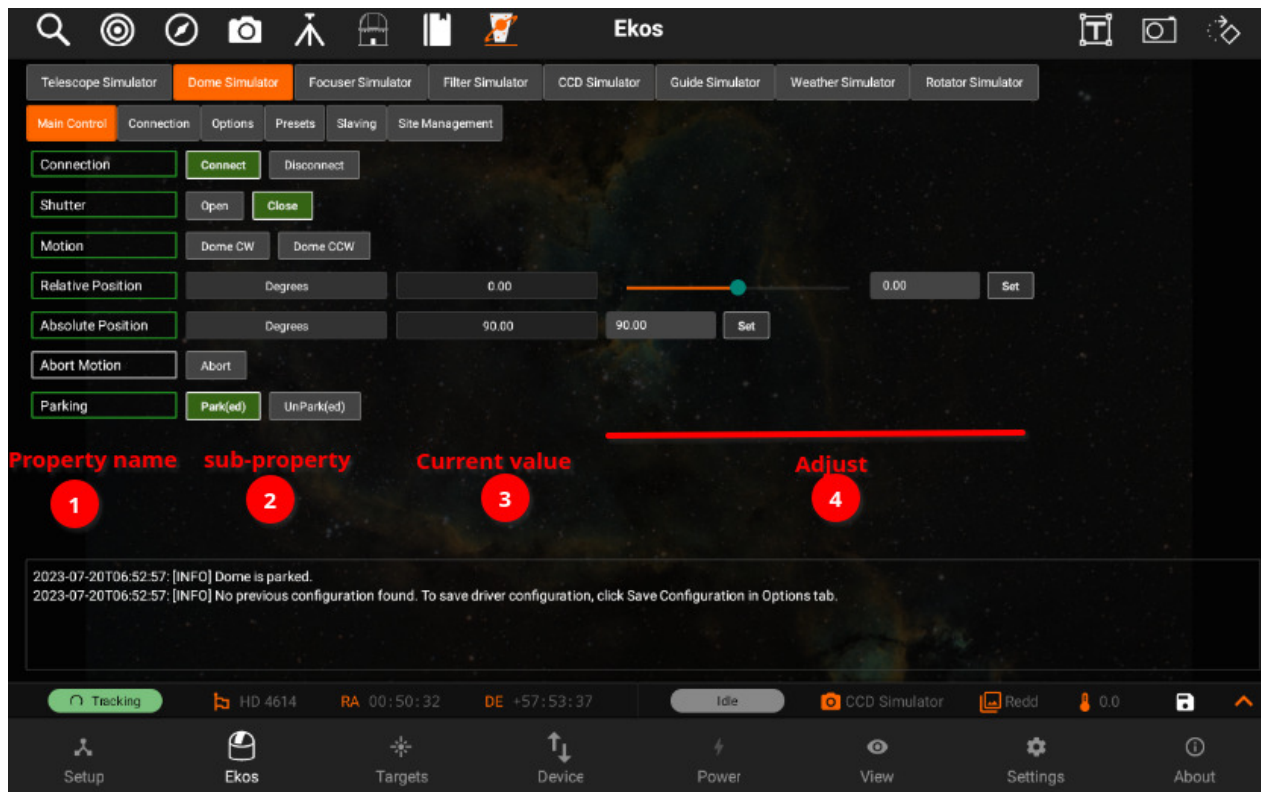 Ekos
Telescope Simulator Dome Simulator Focuser Simulator Filter Simulator CCD Simulator Guide Simulator Weather Simulator Rotator Simulator
Main Control Connection Options Presets Slaving Site Management
Connection Connect Disconnect
Shutter Open Close
Motion Dome CW Dome CCW
Relative Position Degrees 0.00 0.00 Set
Absolute Position Degrees 90.00 90.00 Set
Abort Motion Abort
Parking Park(ed) UnPark(ed)
Property name sub-property Current value Adjust
1 2 3 4
2023-07-20T06:52:57: [INFO] Dome is parked.
2023-07-20T06:52:57: [INFO] No previous configuration found. To save driver configuration, click Save Configuration in Options tab.
Tracking HD 4614 RA 00:50:32 DE +57:53:37 Idle CCD Simulator Redd 0.0
Setup Ekos Targets Device Power View Settings About